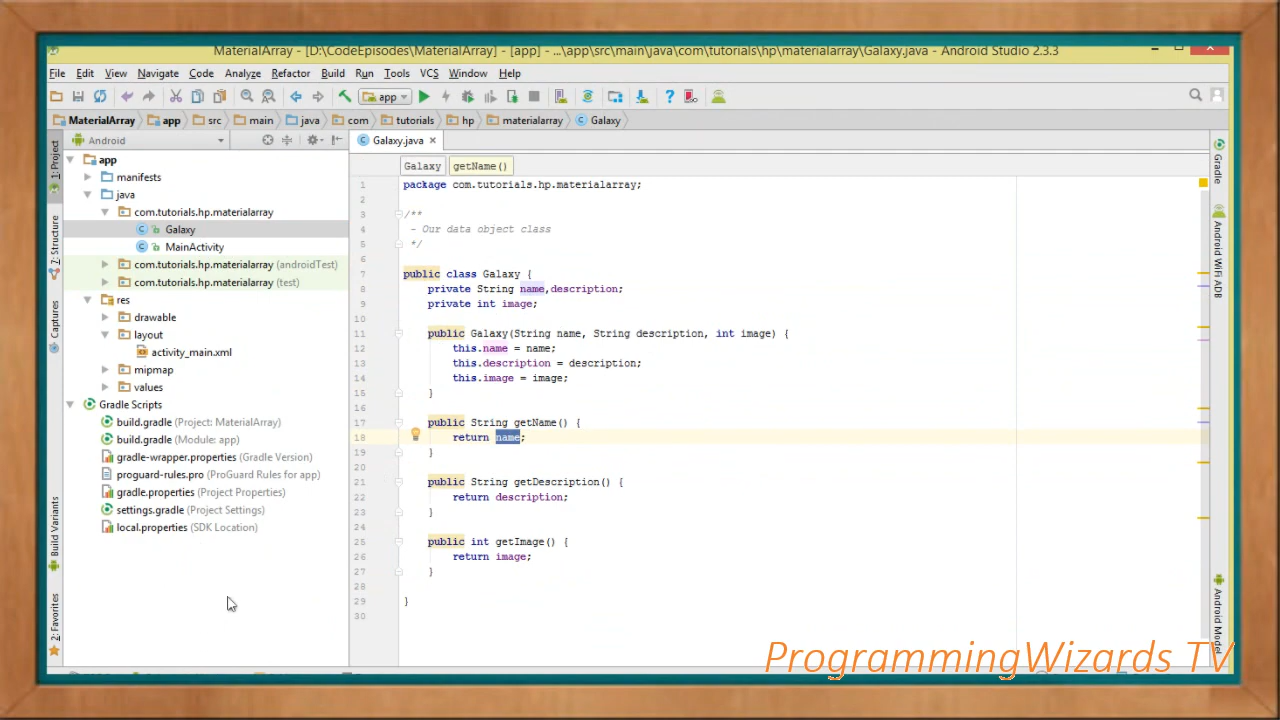 MaterialArray - [D:\CodeEpisodes\MaterialArray] - [app] - ...\app\src\main\java\com\tutorials\hp\materialarray\Galaxy.java - Android Studio 2.3.3
File Edit View Navigate Code Analyze Refactor Build Run Tools VCS Window Help
app
MaterialArray app src main java com tutorials hp materialarray Galaxy
Android
Galaxy.java
1: Project
7: Structure
Captures
Build Variants
2: Favorites
app
manifests
java
com.tutorials.hp.materialarray
Galaxy
MainActivity
com.tutorials.hp.materialarray (androidTest)
com.tutorials.hp.materialarray (test)
res
drawable
layout
activity_main.xml
mipmap
values
Gradle Scripts
build.gradle (Project: MaterialArray)
build.gradle (Module: app)
gradle-wrapper.properties (Gradle Version)
proguard-rules.pro (ProGuard Rules for app)
gradle.properties (Project Properties)
settings.gradle (Project Settings)
local.properties (SDK Location)
Galaxy getName()
1 package com.tutorials.hp.materialarray;
2
3 /**
4 - Our data object class
5 */
6
7 public class Galaxy {
8 private String name,description;
9 private int image;
10
11 public Galaxy(String name, String description, int image) {
12 this.name = name;
13 this.description = description;
14 this.image = image;
15 }
16
17 public String getName() {
18 return name;
19 }
20
21 public String getDescription() {
22 return description;
23 }
24
25 public int getImage() {
26 return image;
27 }
28
29 }
30
Gradle
Android WiFi ADB
Android Model
ProgrammingWizards TV